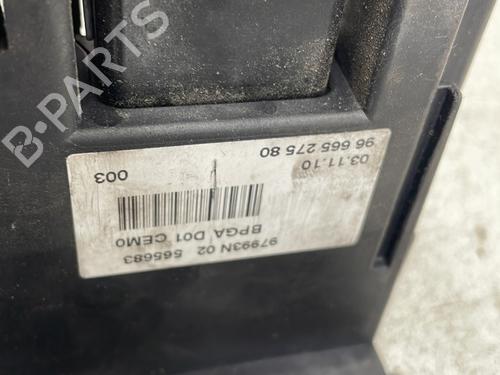 B-PARTS
97993N 02 565683
BPGA D01 CEM0
003
03.11.10
96 665 275 80